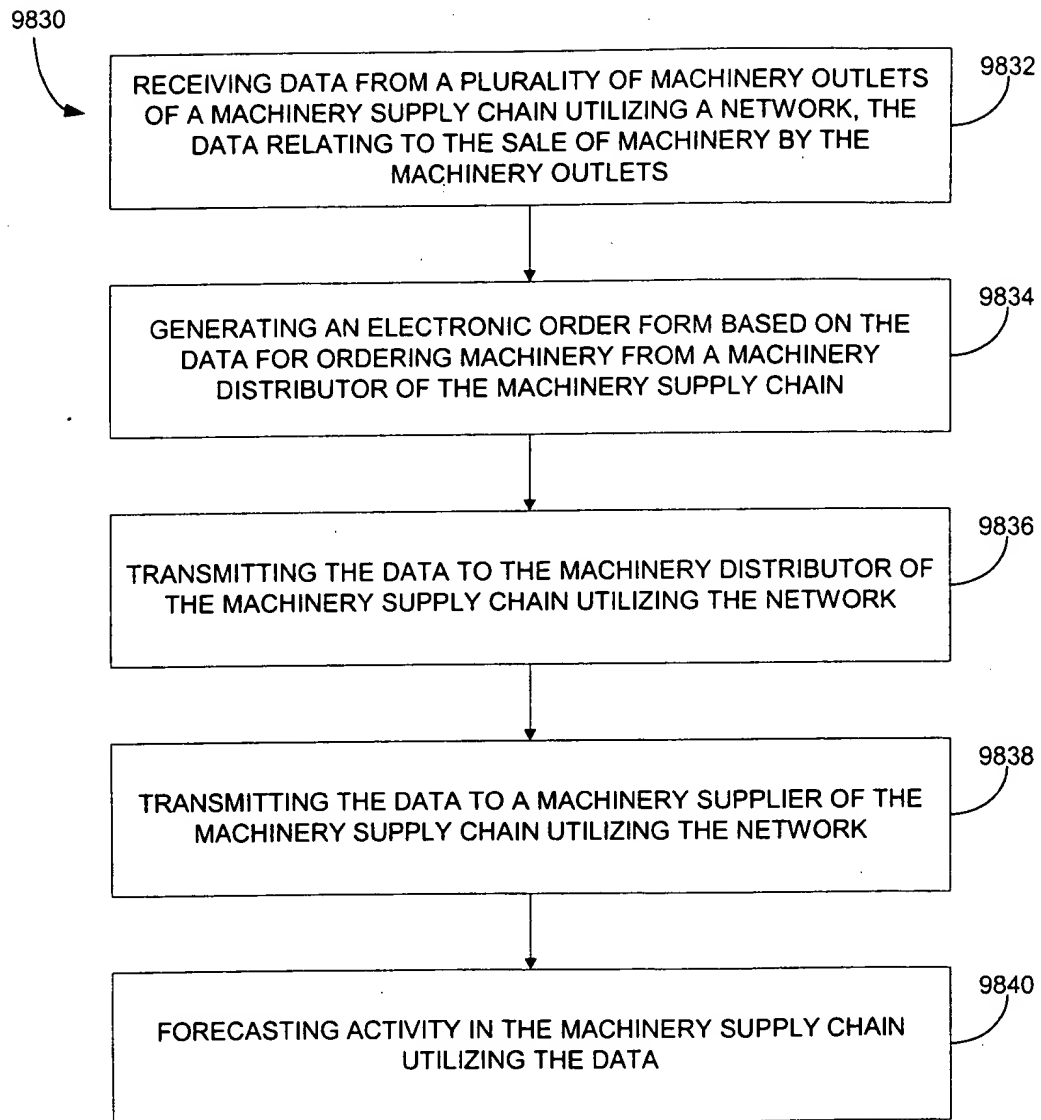 9830
RECEIVING DATA FROM A PLURALITY OF MACHINERY OUTLETS
OF A MACHINERY SUPPLY CHAIN UTILIZING A NETWORK, THE
DATA RELATING TO THE SALE OF MACHINERY BY THE
MACHINERY OUTLETS
9832
GENERATING AN ELECTRONIC ORDER FORM BASED ON THE
DATA FOR ORDERING MACHINERY FROM A MACHINERY
DISTRIBUTOR OF THE MACHINERY SUPPLY CHAIN
9834
TRANSMITTING THE DATA TO THE MACHINERY DISTRIBUTOR OF
THE MACHINERY SUPPLY CHAIN UTILIZING THE NETWORK
9836
TRANSMITTING THE DATA TO A MACHINERY SUPPLIER OF THE
MACHINERY SUPPLY CHAIN UTILIZING THE NETWORK
9838
FORECASTING ACTIVITY IN THE MACHINERY SUPPLY CHAIN
UTILIZING THE DATA
9840